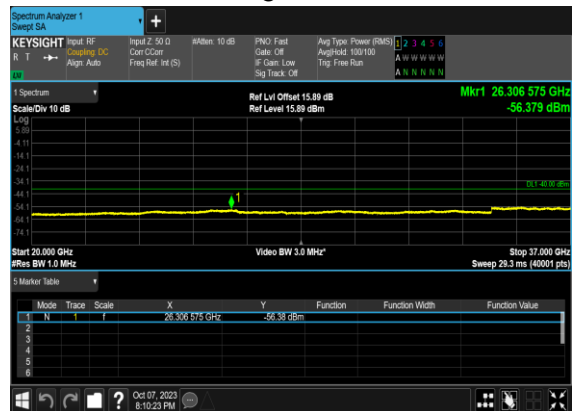 Spectrum Analyzer 1
Swept SA
+
KEYSIGHT Input: RF Input Z: 50 Ω #Atten: 10 dB PNO: Fast Avg Type: Power (RMS) 1 2 3 4 5 6
R T Coupling: DC Corr CCorr Gate: Off Avg|Hold: 100/100 A W W W W W
Align: Auto Freq Ref: Int (S) IF Gain: Low Trig: Free Run
Sig Track: Off A N N N N N
1 Spectrum Ref Lvl Offset 15.89 dB Mkr1 26.306 575 GHz
Scale/Div 10 dB Ref Level 15.89 dBm -56.379 dBm
Log
5.89
-4.11
-14.1
-24.1
-34.1
DL1 -40.00 dBm
-44.1
1
-54.1
-64.1
-74.1
Start 20.000 GHz Video BW 3.0 MHz* Stop 37.000 GHz
#Res BW 1.0 MHz Sweep 29.3 ms (40001 pts)
5 Marker Table
Mode Trace Scale X Y Function Function Width Function Value
1 N 1 f 26.306 575 GHz -56.38 dBm
2
3
4
5
6
? Oct 07, 2023
8:10:23 PM